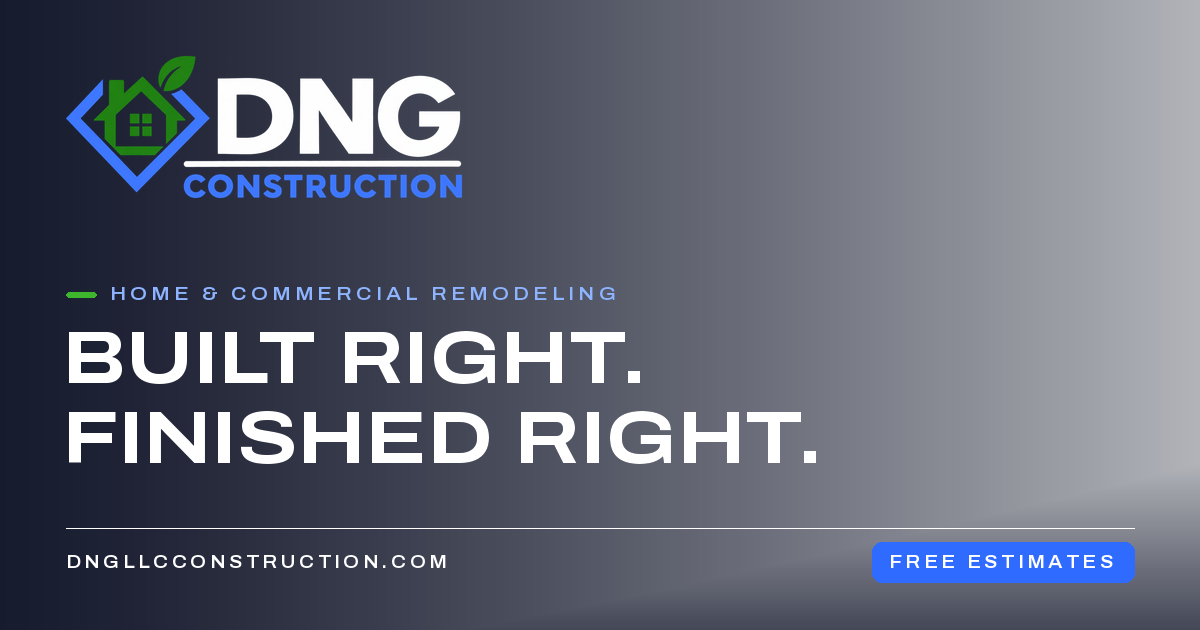 DNG
CONSTRUCTION
HOME & COMMERCIAL REMODELING
BUILT RIGHT.
FINISHED RIGHT.
DNGLLCCONSTRUCTION.COM
FREE ESTIMATES